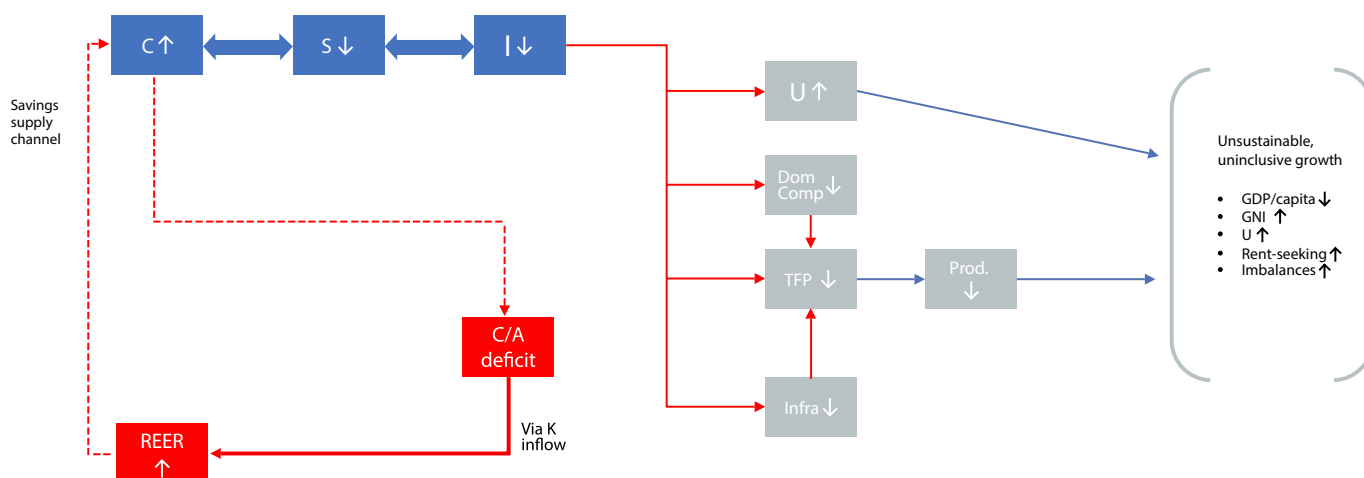 C ↑
S ↓
I ↓
Savings
supply
channel
U ↑
Dom
Comp ↓
TFP ↓
Prod.
↓
Infra ↓
C/A
deficit
Via K
inflow
REER
↑
Unsustainable,
uninclusive growth
• GDP/capita ↓
• GNI ↑
• U ↑
• Rent-seeking ↑
• Imbalances ↑